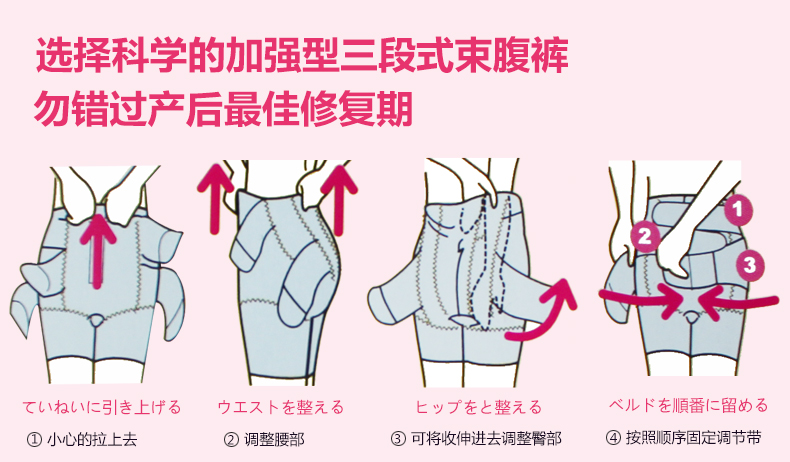 选择科学的加强型三段式束腹裤
勿错过产后最佳修复期
1
2
3
ていねいに引き上げる
ウエストを整える
ヒップをと整える
ベルドを順番に留める
① 小心的拉上去
② 调整腰部
③ 可将收伸进去调整臀部
④ 按照顺序固定调节带